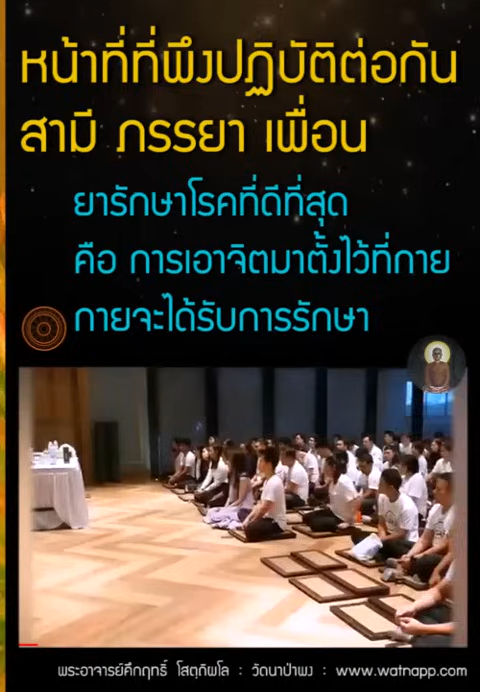 หน้าที่ที่พึงปฏิบัติต่อกัน
สามี ภรรยา เพื่อน
ยารักษาโรคที่ดีที่สุด
คือ การเอาจิตมาตั้งไว้ที่กาย
กายจะได้รับการรักษา
พระอาจารย์คึกฤทธิ์ โสตฺถิผโล : วัดนาป่าพง : www.watnapp.com